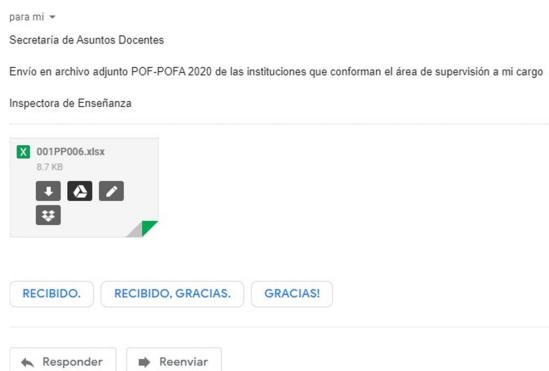 para mí
Secretaría de Asuntos Docentes
Envío en archivo adjunto POF-POFA 2020 de las instituciones que conforman el área de supervisión a mi cargo
Inspectora de Enseñanza
X 001PP006.xlsx
8.7 KB
RECIBIDO. RECIBIDO, GRACIAS. GRACIAS!
Responder Reenviar